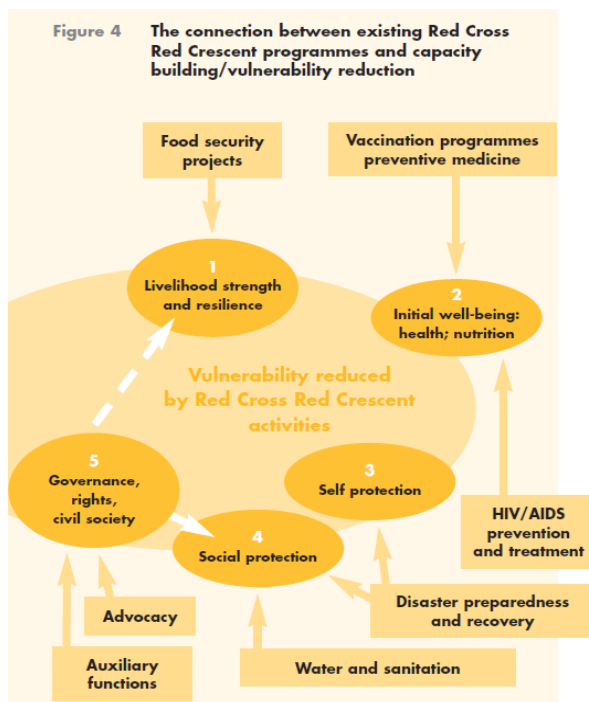 Figure 4
The connection between existing Red Cross
Red Crescent programmes and capacity
building/vulnerability reduction
Food security
projects
Vaccination programmes
preventive medicine
1
Livelihood strength
and resilience
2
Initial well-being:
health; nutrition
Vulnerability reduced
by Red Cross Red Crescent
activities
5
Governance,
rights,
civil society
3
Self protection
4
Social protection
HIV/AIDS
prevention
and treatment
Disaster preparedness
and recovery
Advocacy
Auxiliary
functions
Water and sanitation